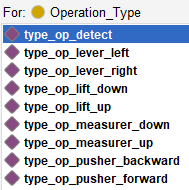 For: Operation_Type
type_op_detect
type_op_lever_left
type_op_lever_right
type_op_lift_down
type_op_lift_up
type_op_measurer_down
type_op_measurer_up
type_op_pusher_backward
type_op_pusher_forward